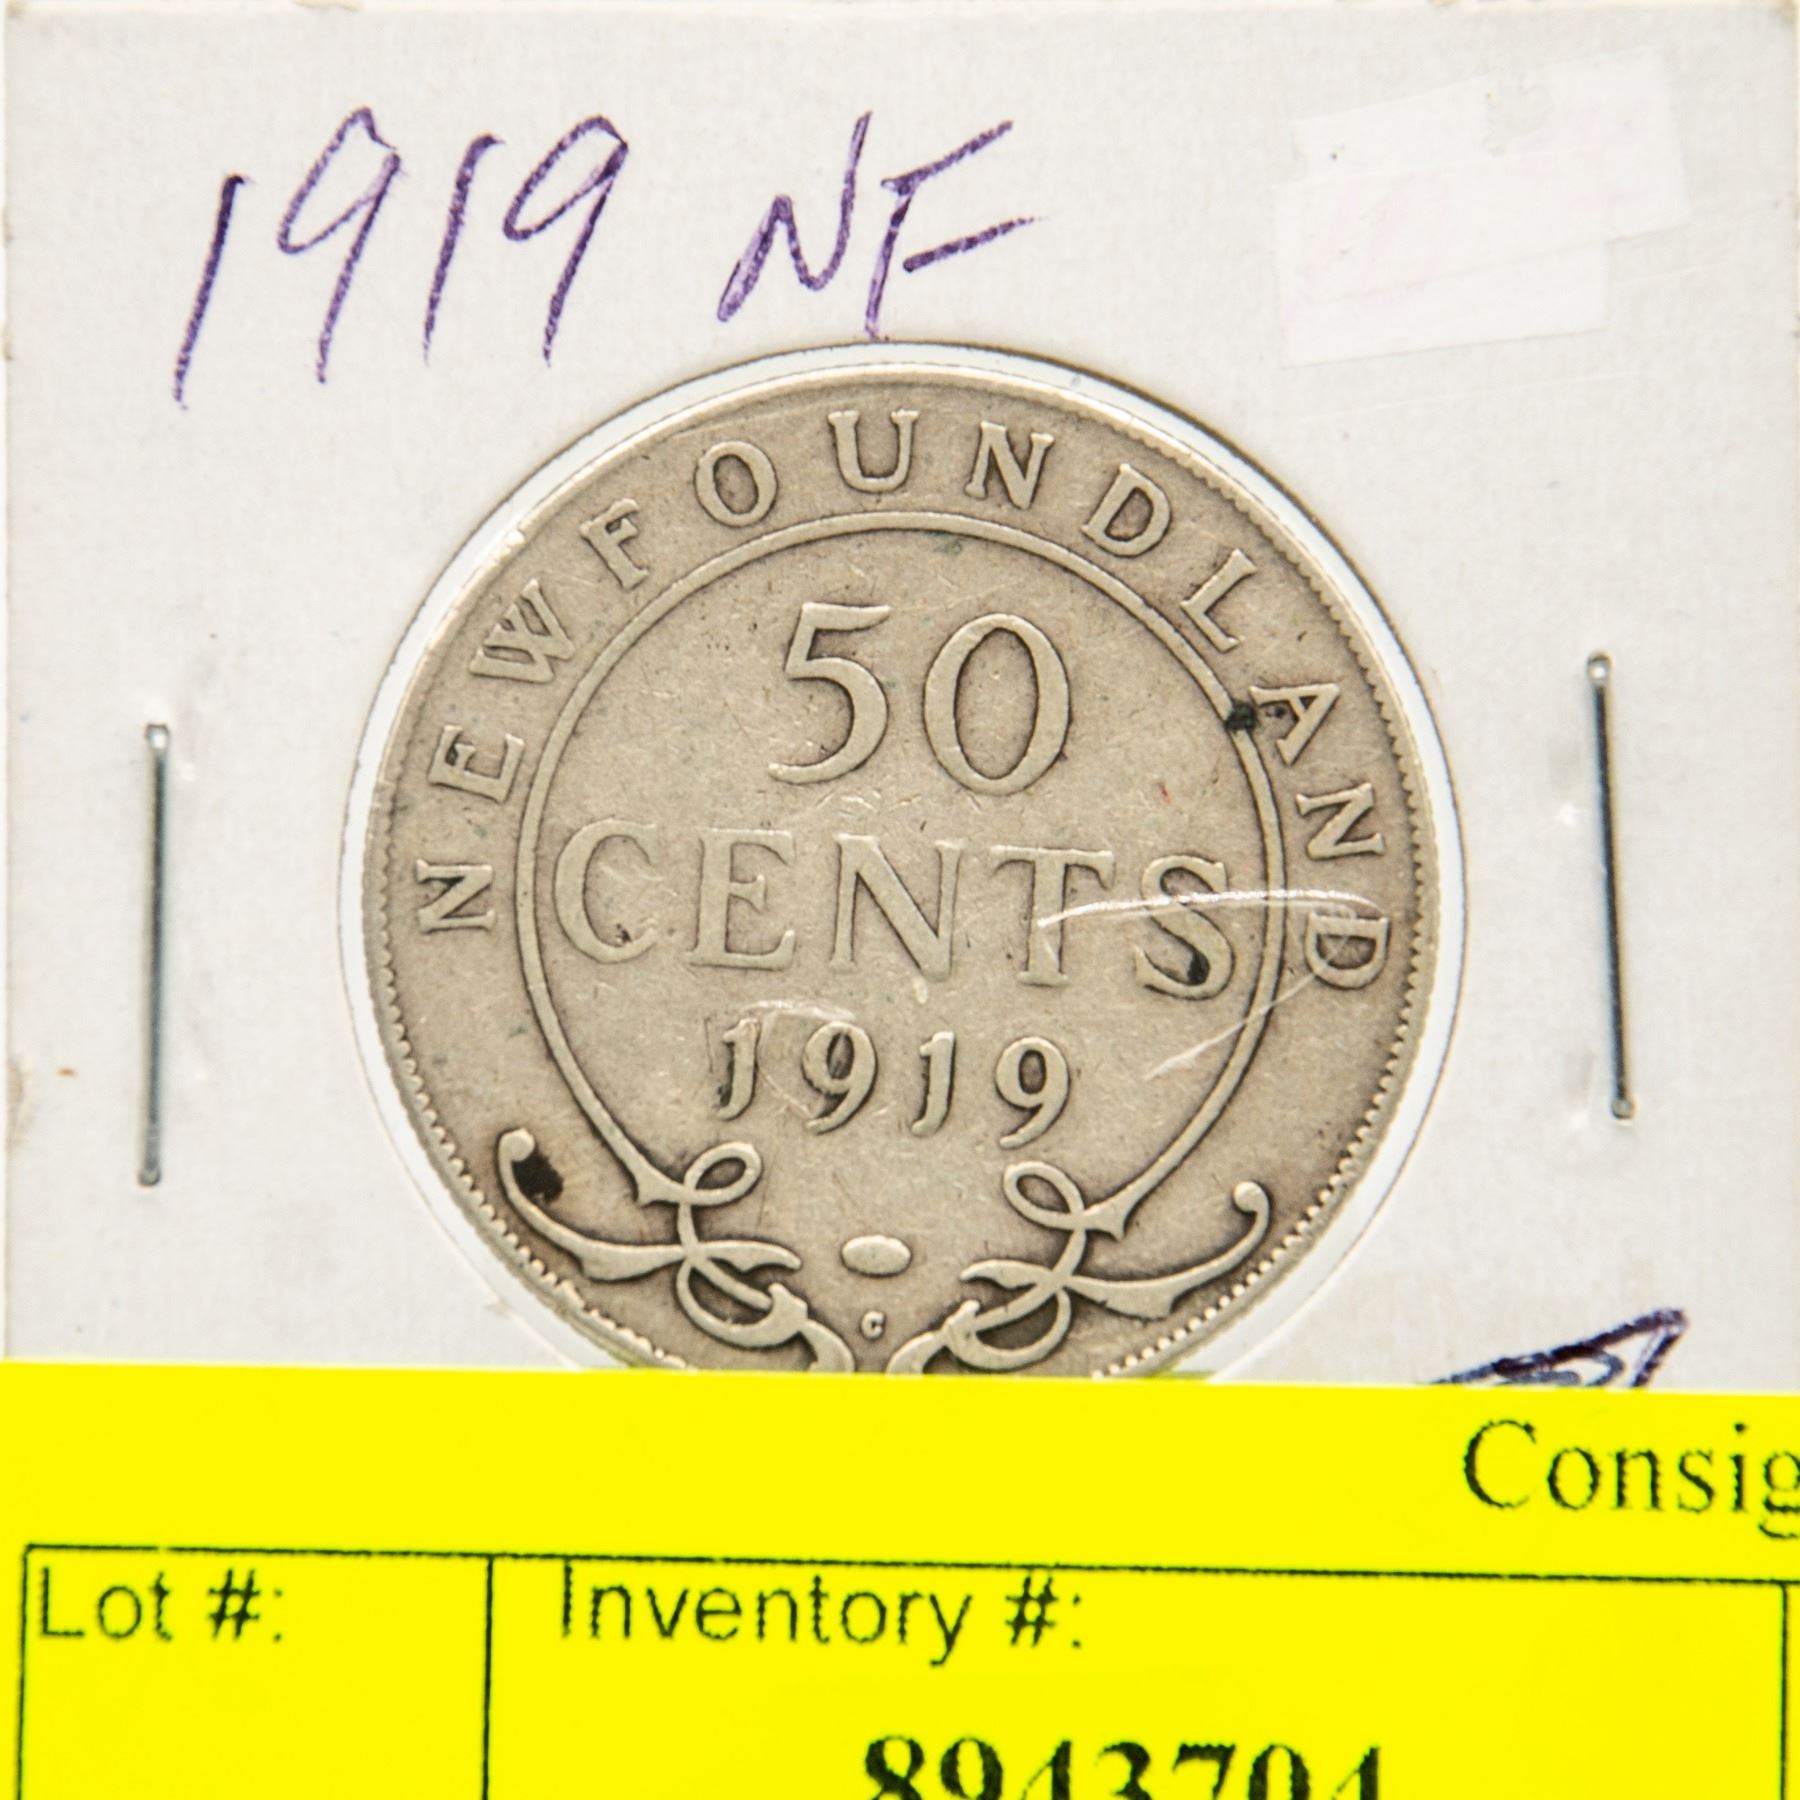 1919 NF
NEWFOUNDLAND
50
CENTS
1919
C
Consig
Lot #:
Inventory #:
8943704